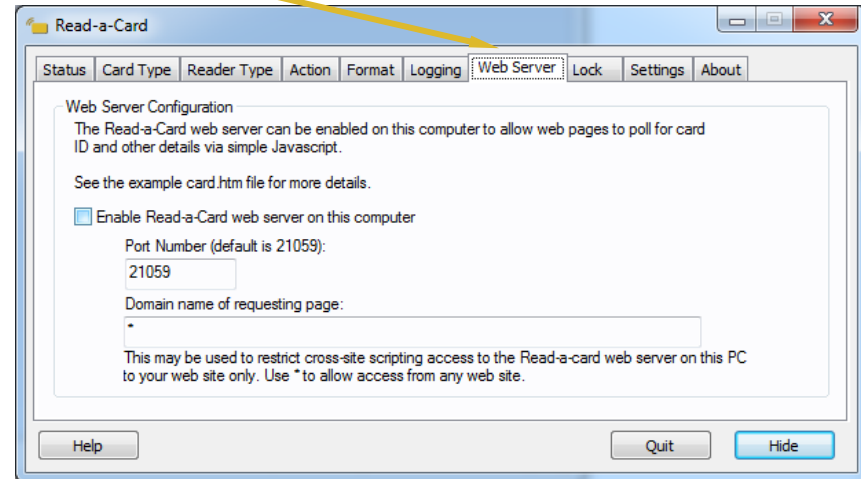 Read-a-Card
Status Card Type Reader Type Action Format Logging Web Server Lock Settings About
Web Server Configuration
The Read-a-Card web server can be enabled on this computer to allow web pages to poll for card
ID and other details via simple Javascript.
See the example card.htm file for more details.
Enable Read-a-Card web server on this computer
Port Number (default is 21059):
21059
Domain name of requesting page:
*
This may be used to restrict cross-site scripting access to the Read-a-card web server on this PC
to your web site only. Use * to allow access from any web site.
Help Quit Hide